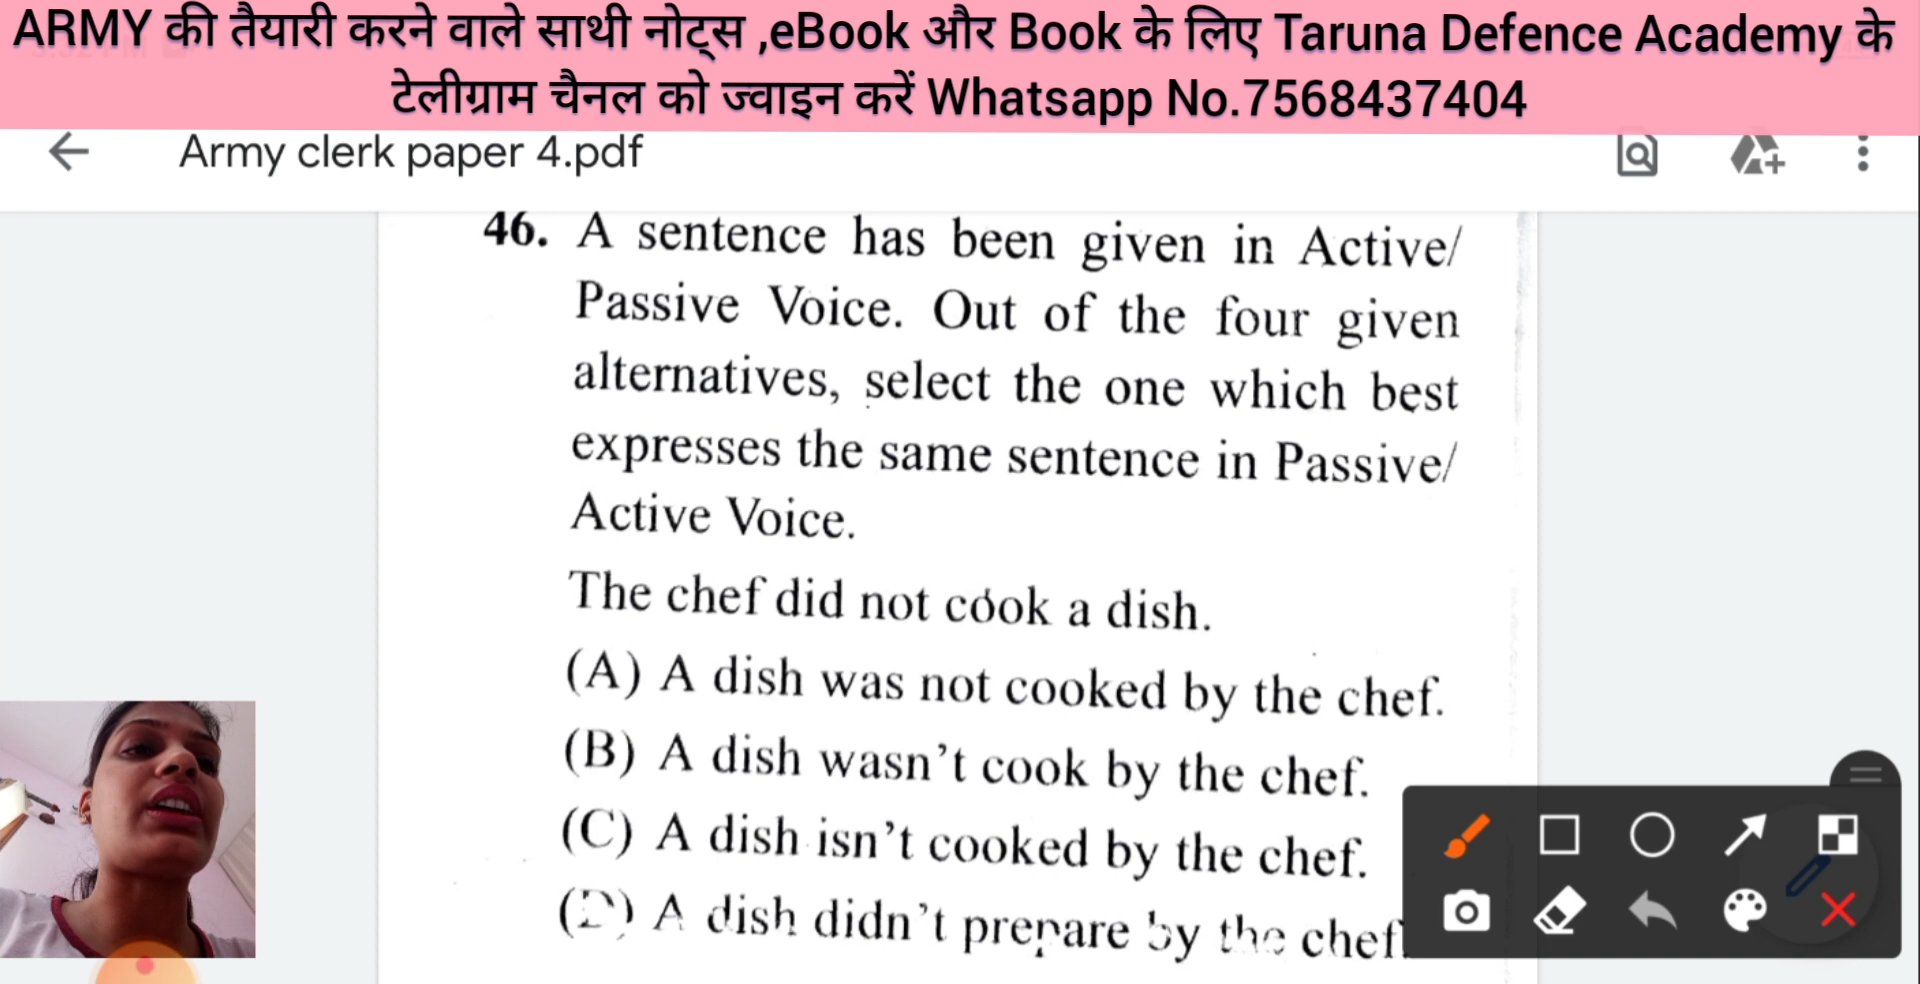 ARMY की तैयारी करने वाले साथी नोट्स ,eBook और Book के लिए Taruna Defence Academy के
टेलीग्राम चैनल को ज्वाइन करें Whatsapp No.7568437404
Army clerk paper 4.pdf
46. A sentence has been given in Active/
Passive Voice. Out of the four given
alternatives, select the one which best
expresses the same sentence in Passive/
Active Voice.
The chef did not cook a dish.
(A) A dish was not cooked by the chef.
(B) A dish wasn't cook by the chef.
(C) A dish isn't cooked by the chef.
(D) A dish didn't prepare by the chef.